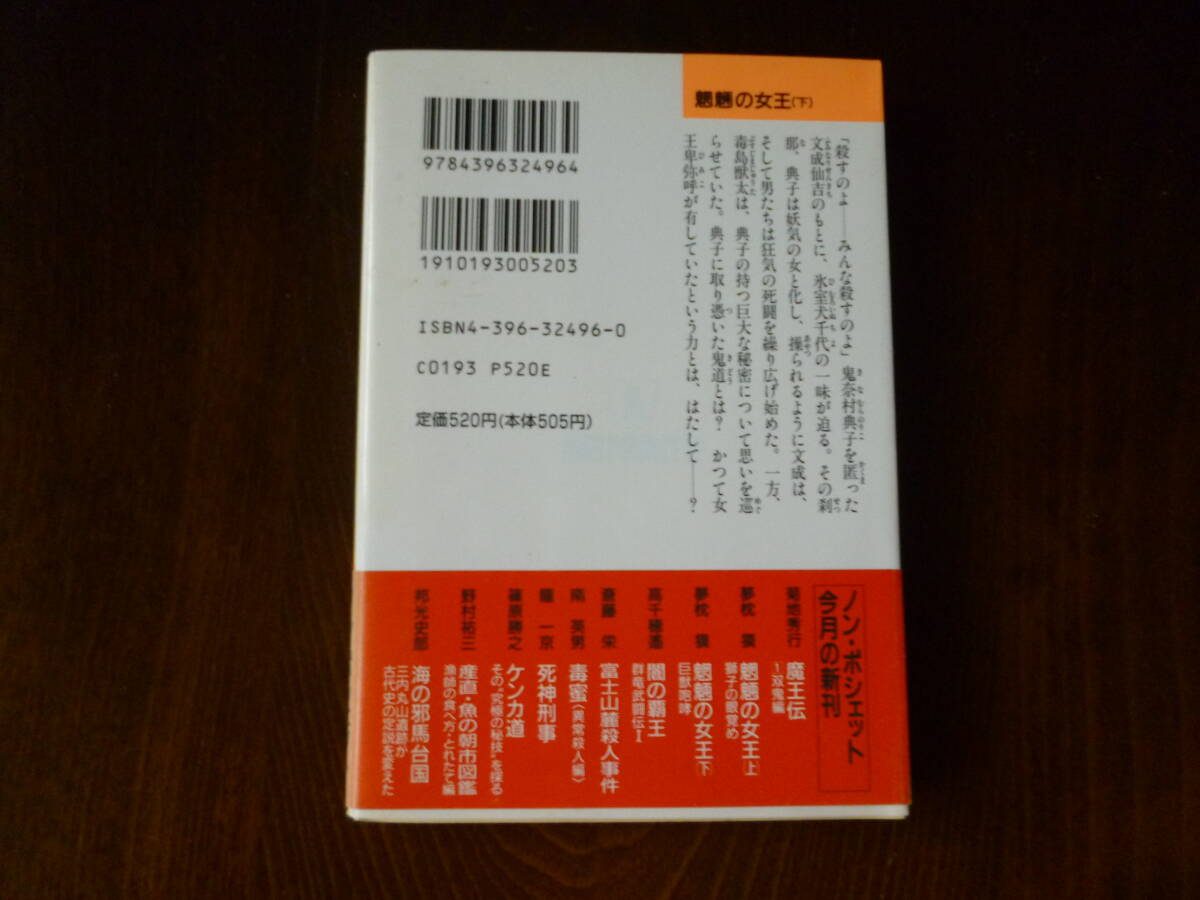 魍魎の女王(下)
「殺すのよ――みんな殺すのよ」鬼奈村典子を匿った
文成仙吉のもとに、氷室犬千代の一味が迫る。その刹
那、典子は妖気の女と化し、操られるように文成は、
そして男たちは狂気の死闘を繰り広げ始めた。一方、
毒島獣太は、典子の持つ巨大な秘密について思いを巡
らせていた。典子に取り憑いた鬼道とは? かつて女
王卑弥呼が有していたという力とは、はたして――?
9784396324964
1910193005203
ISBN4-396-32496-0
C0193 P520E
定価520円(本体505円)
ノン・ポシェット
今月の新刊
菊地秀行 魔王伝
1双鬼編
夢枕 獏 魍魎の女王 上
獅子の眼覚め
夢枕 獏 魍魎の女王 下
巨獣咆哮
高千穂遙 闇の覇王
群竜武闘伝I
斎藤 栄 富士山麓殺人事件
南 英男 毒蜜〈異常殺人編〉
龍 一京 死神刑事
篠原勝之 ケンカ道
その“究極の秘技”を探る
野村祐三 産直・魚の朝市図鑑
漁師の食べ方・とれたて編
邦光史郎 海の邪馬台国
三内丸山遺跡が
古代史の定説を変えた